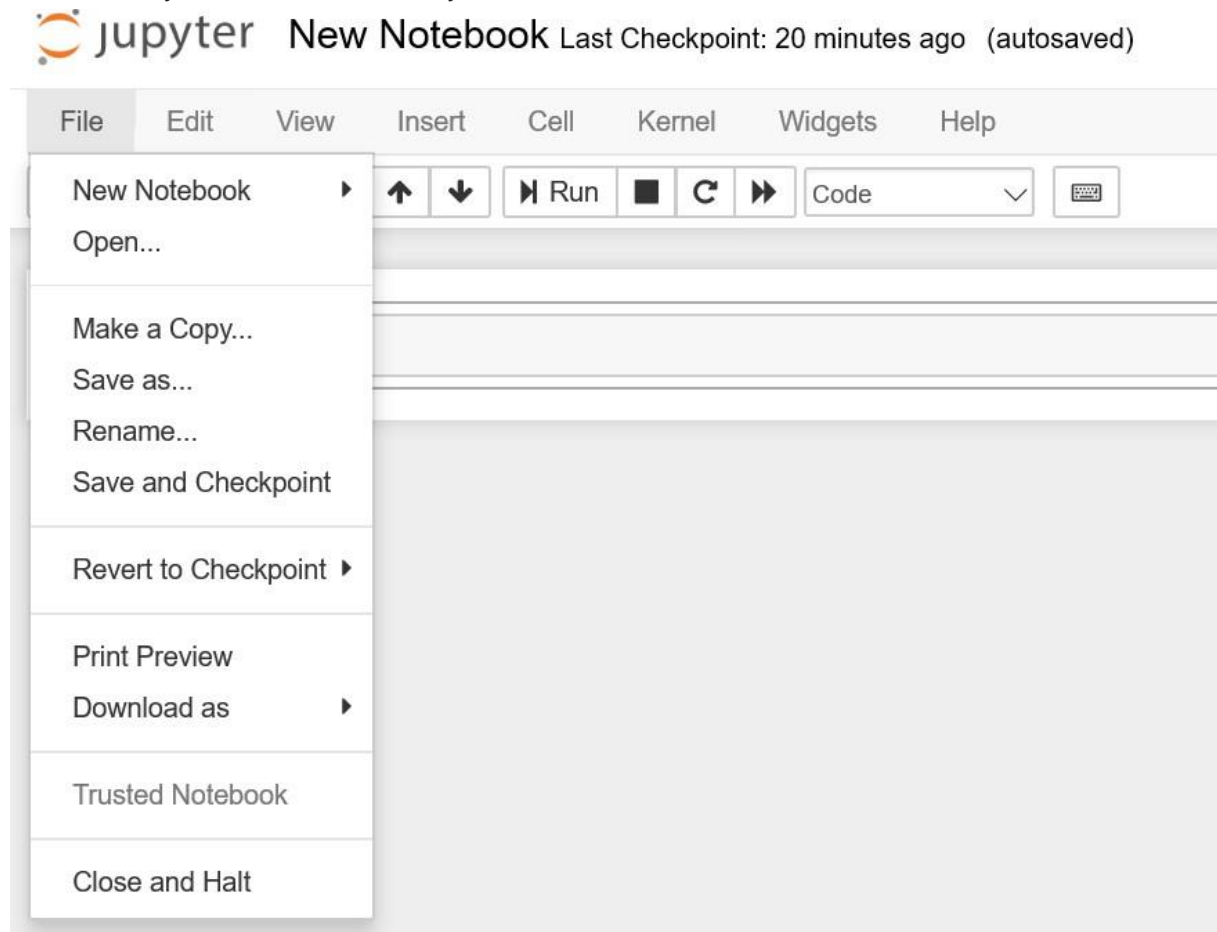 jupyter New Notebook Last Checkpoint: 20 minutes ago (autosaved)
File Edit View Insert Cell Kernel Widgets Help
New Notebook
Run
Code
Open...
Make a Copy...
Save as...
Rename...
Save and Checkpoint
Revert to Checkpoint
Print Preview
Download as
Trusted Notebook
Close and Halt